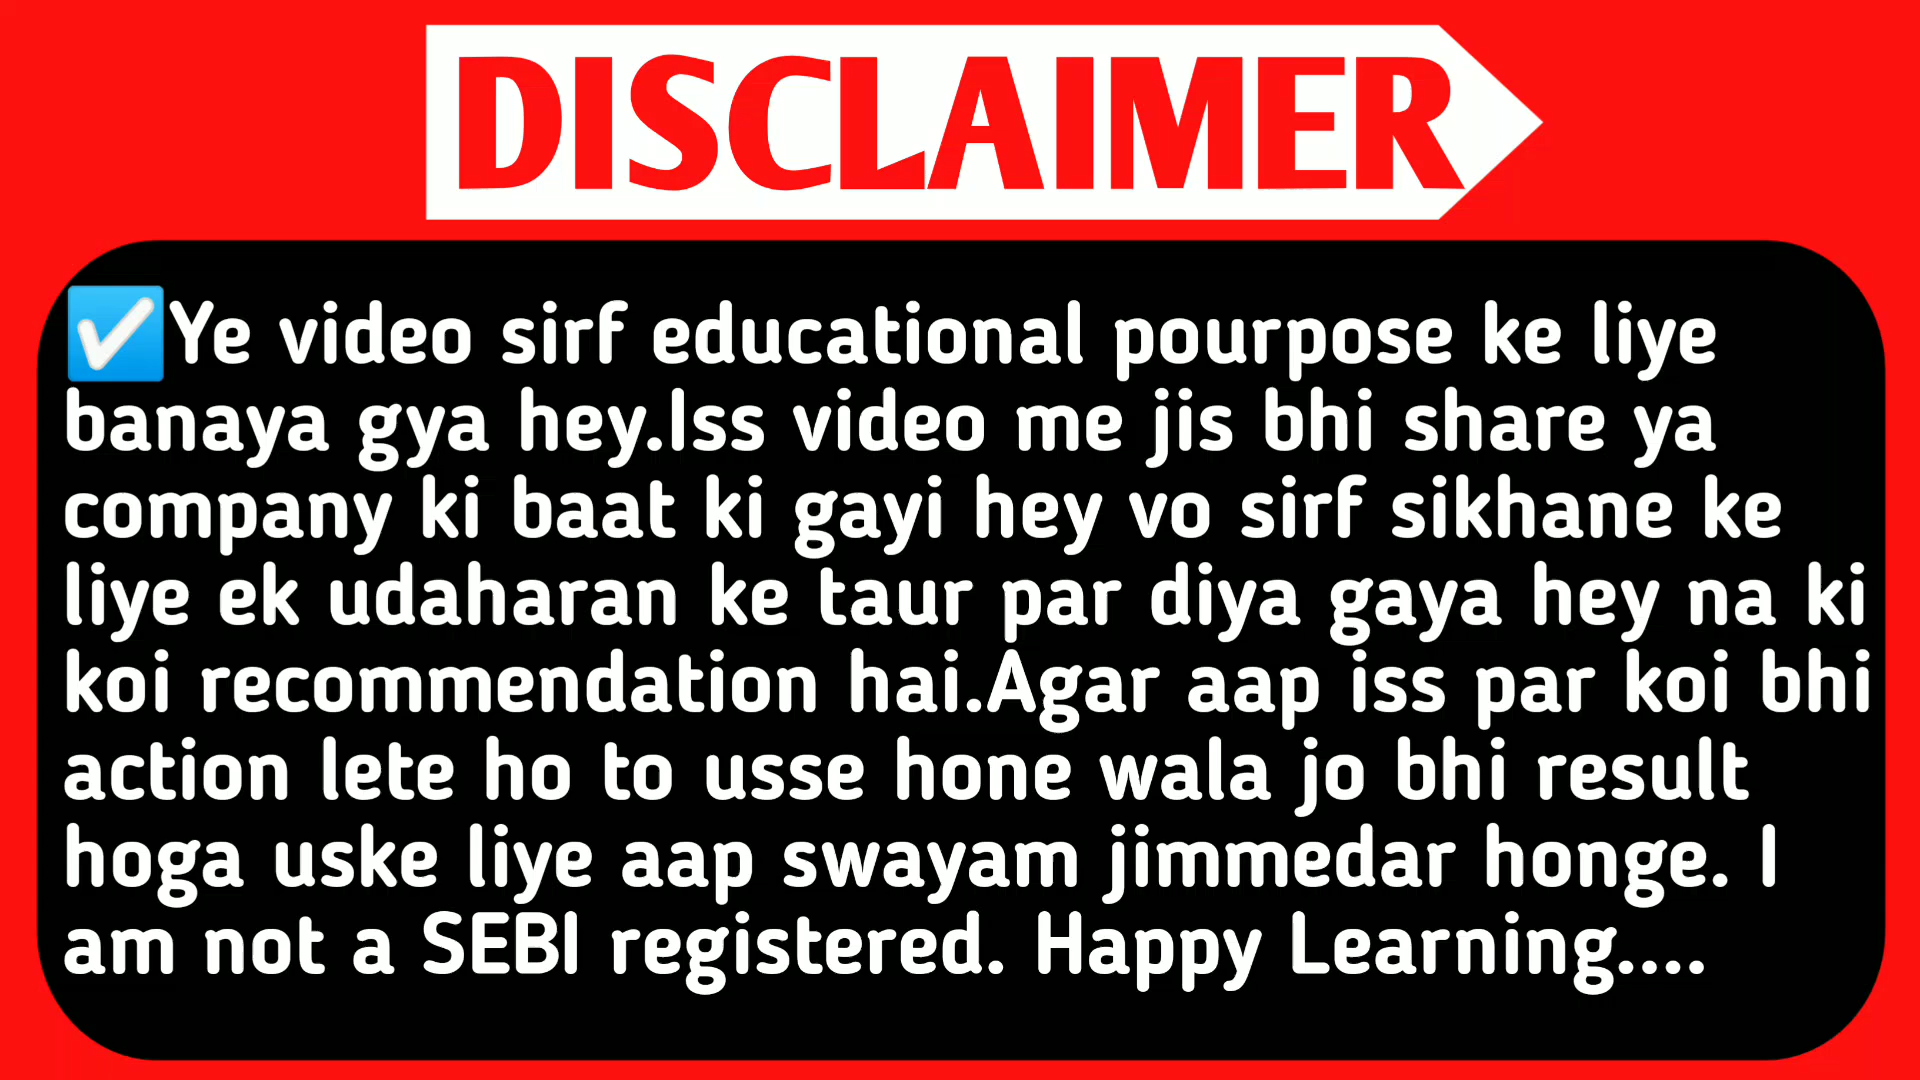 DISCLAIMER
✅Ye video sirf educational pourpose ke liye
banaya gya hey.Iss video me jis bhi share ya
company ki baat ki gayi hey vo sirf sikhane ke
liye ek udaharan ke taur par diya gaya hey na ki
koi recommendation hai.Agar aap iss par koi bhi
action lete ho to usse hone wala jo bhi result
hoga uske liye aap swayam jimmedar honge. I
am not a SEBI registered. Happy Learning....